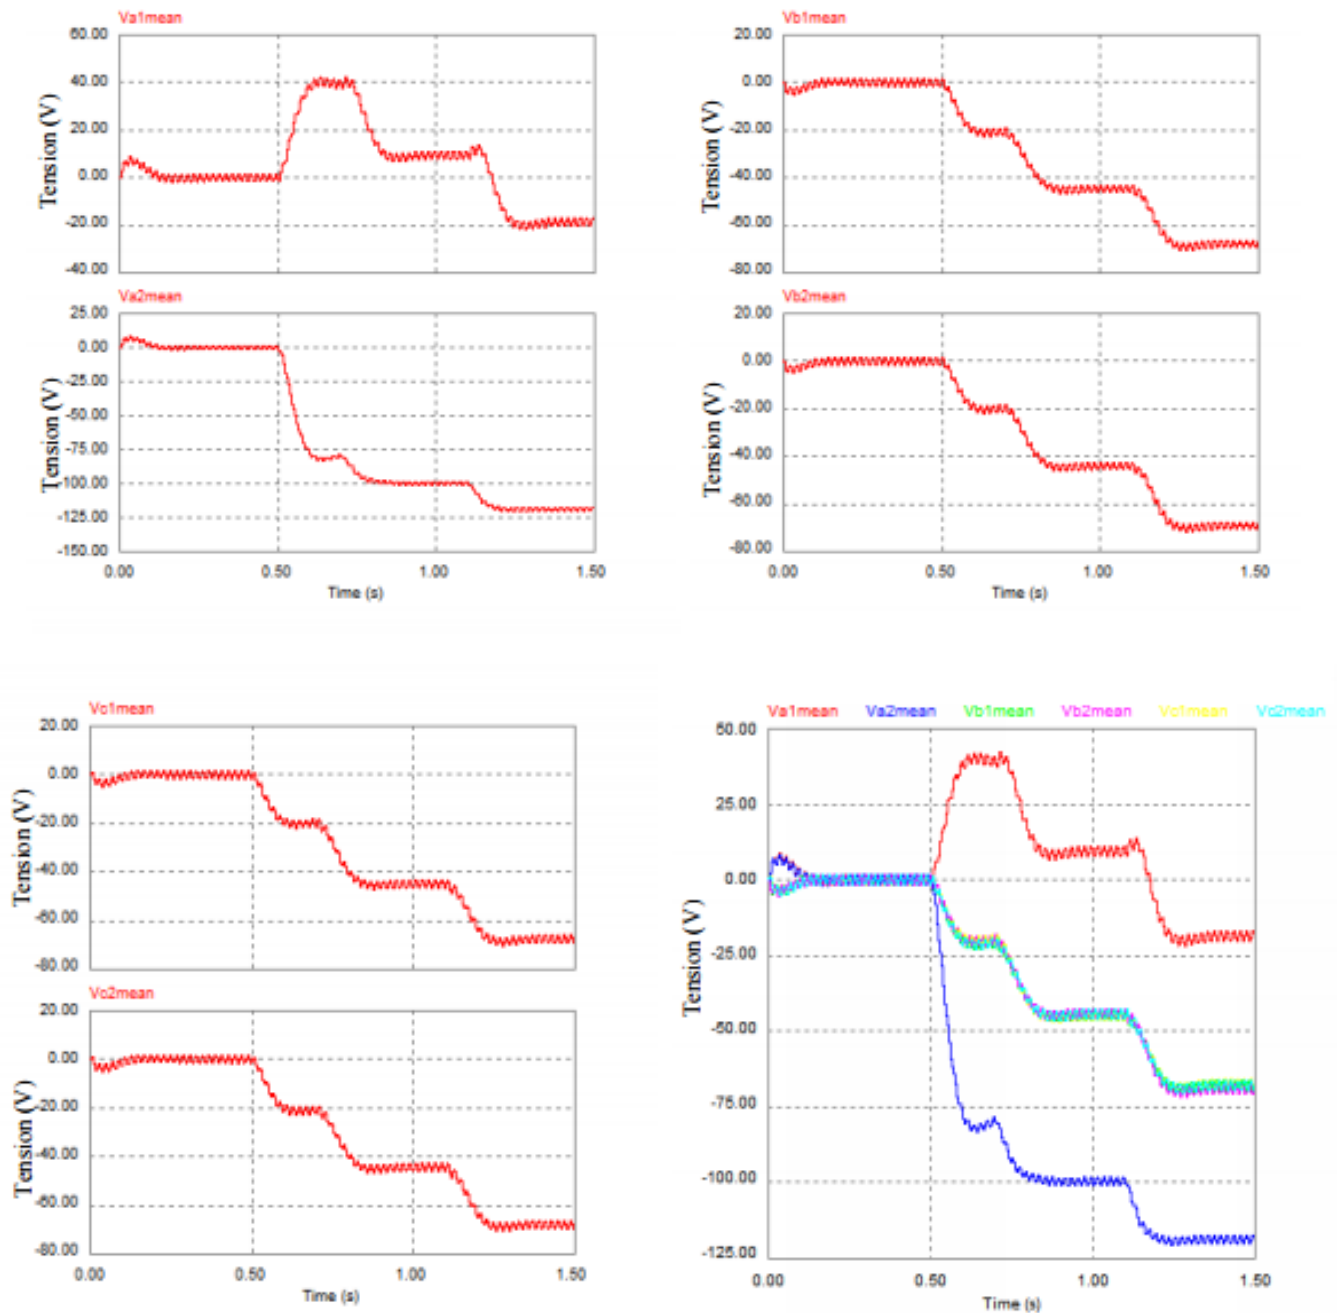 Va1mean
60.00
40.00
20.00
0.00
-20.00
-40.00
Tension (V)
Va2mean
25.00
0.00
-25.00
-50.00
-75.00
-100.00
-125.00
-150.00
Tension (V)
0.00 0.50 1.00 1.50
Time (s)
Vb1mean
20.00
0.00
-20.00
-40.00
-60.00
-80.00
Tension (V)
Vb2mean
20.00
0.00
-20.00
-40.00
-60.00
-80.00
Tension (V)
0.00 0.50 1.00 1.50
Time (s)
Vc1mean
20.00
0.00
-20.00
-40.00
-60.00
-80.00
Tension (V)
Vc2mean
20.00
0.00
-20.00
-40.00
-60.00
-80.00
Tension (V)
0.00 0.50 1.00 1.50
Time (s)
Va1mean Va2mean Vb1mean Vb2mean Vc1mean Vc2mean
50.00
25.00
0.00
-25.00
-50.00
-75.00
-100.00
-125.00
Tension (V)
0.00 0.50 1.00 1.50
Time (s)